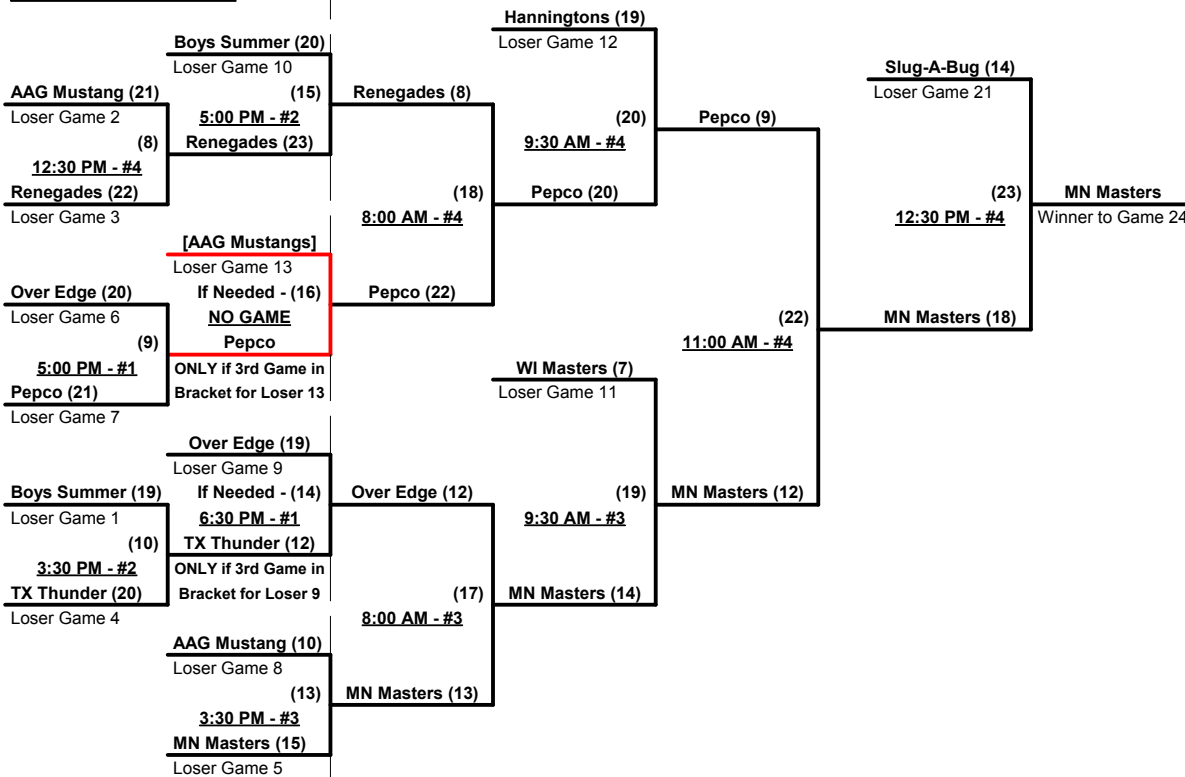 Hanningtons (19)
Loser Game 12
Boys Summer (20)
Loser Game 10
Slug-A-Bug (14)
Loser Game 21
AAG Mustang (21)
Loser Game 2
(15)
5:00 PM - #2
Renegades (8)
(8)
12:30 PM - #4
Renegades (23)
(20)
9:30 AM - #4
Pepco (9)
Renegades (22)
Loser Game 3
(18)
8:00 AM - #4
Pepco (20)
(23)
12:30 PM - #4
MN Masters
Winner to Game 24
[AAG Mustangs]
Loser Game 13
Over Edge (20)
Loser Game 6
If Needed - (16)
NO GAME
Pepco
Pepco (22)
(9)
5:00 PM - #1
ONLY if 3rd Game in
Bracket for Loser 13
(22)
11:00 AM - #4
MN Masters (18)
Pepco (21)
Loser Game 7
WI Masters (7)
Loser Game 11
Over Edge (19)
Loser Game 9
Boys Summer (19)
Loser Game 1
If Needed - (14)
6:30 PM - #1
TX Thunder (12)
Over Edge (12)
(19)
9:30 AM - #3
MN Masters (12)
(10)
3:30 PM - #2
ONLY if 3rd Game in
Bracket for Loser 9
TX Thunder (20)
Loser Game 4
(17)
8:00 AM - #3
MN Masters (14)
AAG Mustang (10)
Loser Game 8
(13)
3:30 PM - #3
MN Masters (13)
MN Masters (15)
Loser Game 5